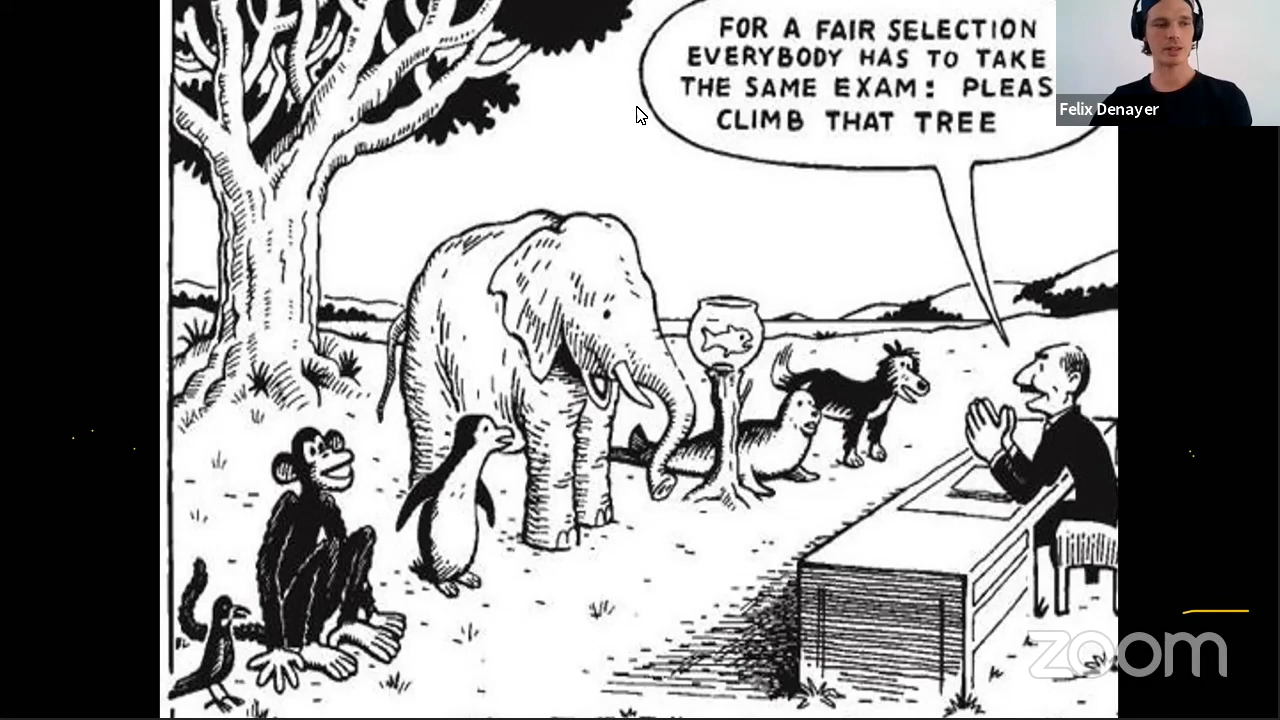 FOR A FAIR SELECTION
EVERYBODY HAS TO TAKE
THE SAME EXAM: PLEAS
CLIMB THAT TREE
Felix Denayer
zoom